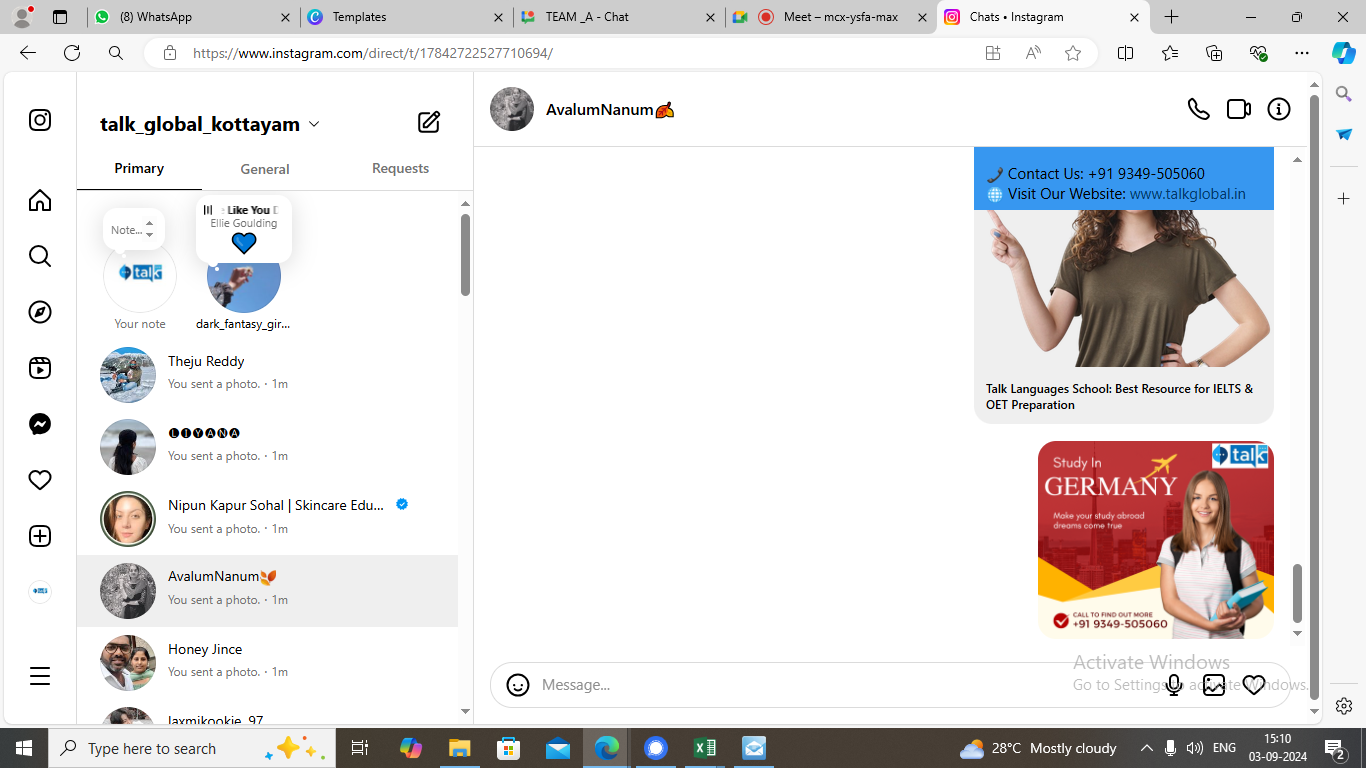 (8) WhatsApp
Templates
TEAM _A - Chat
Meet – mcx-ysfa-max
Chats • Instagram
https://www.instagram.com/direct/t/17842722527710694/
talk_global_kottayam
Primary
General
Requests
Note...
Like You D
Ellie Goulding
talk
Your note
dark_fantasy_gir...
Theju Reddy
You sent a photo. · 1m
🅛🅘🅨🅐🅝🅐
You sent a photo. · 1m
Nipun Kapur Sohal | Skincare Edu...
You sent a photo. · 1m
AvalumNanum🍂
You sent a photo. · 1m
Honey Jince
You sent a photo. · 1m
laxmikookie_97
AvalumNanum🍂
📞 Contact Us: +91 9349-505060
🌐 Visit Our Website: www.talkglobal.in
Talk Languages School: Best Resource for IELTS &
OET Preparation
talk
Study In
GERMANY
Make your study abroad
dreams come true
CALL TO FIND OUT MORE
+91 9349-505060
Message...
Activate Windows
Go to Settings to activate Windows.
Type here to search
28°C Mostly cloudy
ENG
15:10
03-09-2024
2